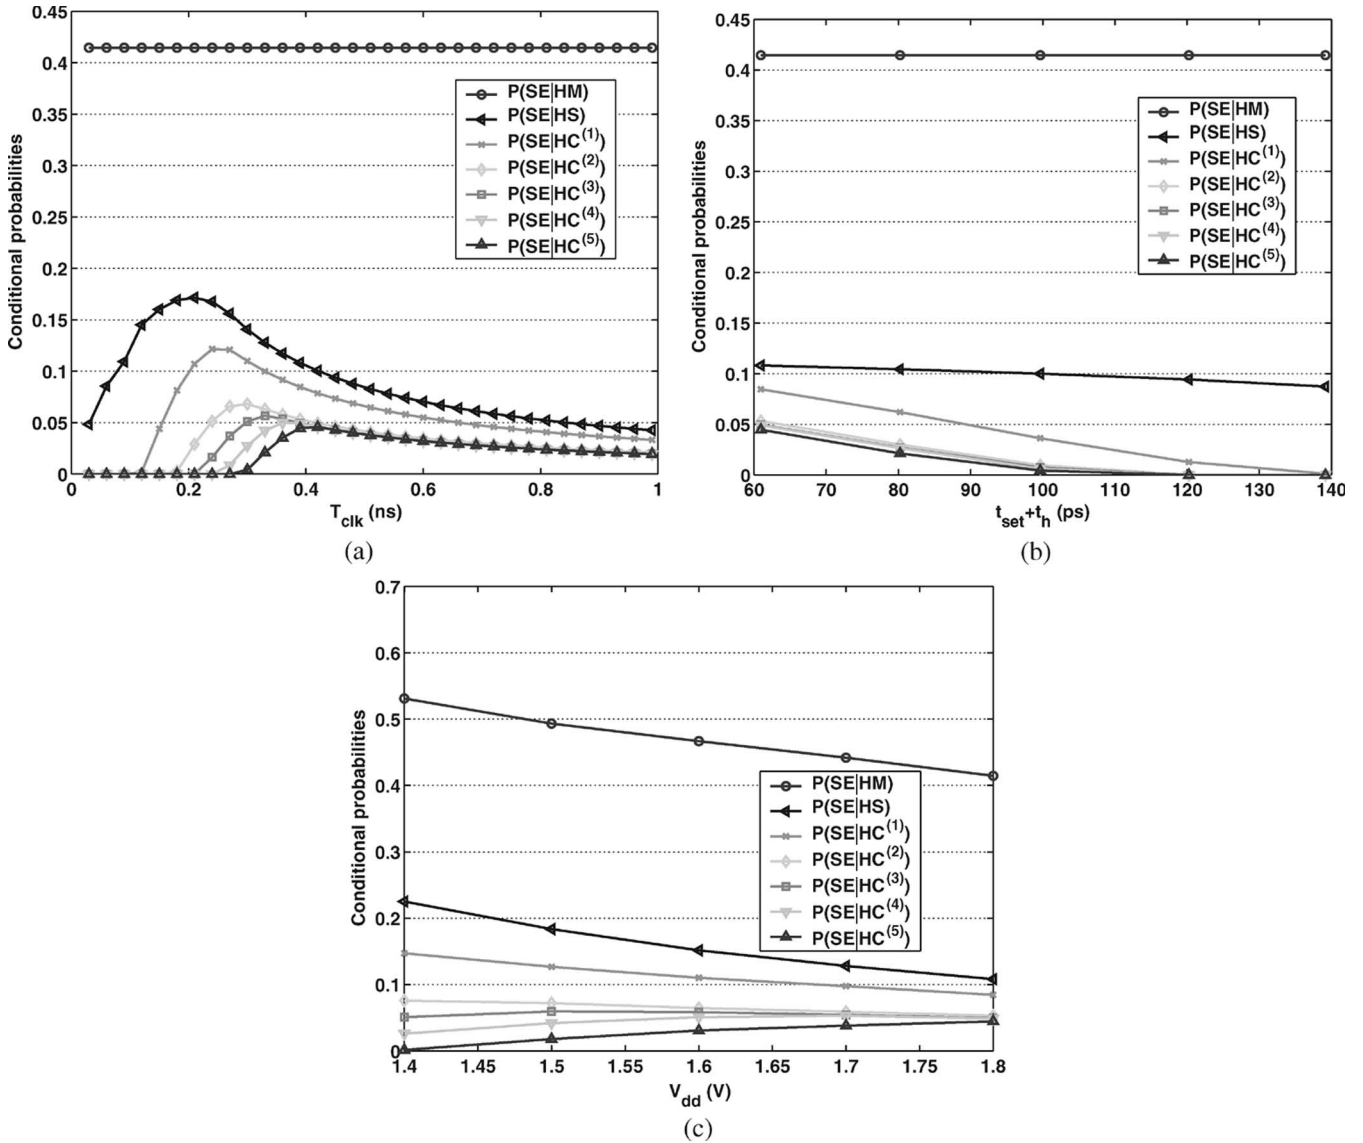 0.45
0.4
0.35
0.3
0.25
0.2
0.15
0.1
0.05
0
Conditional probabilities
P(SE|HM)
P(SE|HS)
P(SE|HC(1))
P(SE|HC(2))
P(SE|HC(3))
P(SE|HC(4))
P(SE|HC(5))
0 0.2 0.4 0.6 0.8 1
Tclk (ns)
(a)
0.45
0.4
0.35
0.3
0.25
0.2
0.15
0.1
0.05
0
Conditional probabilities
P(SE|HM)
P(SE|HS)
P(SE|HC(1))
P(SE|HC(2))
P(SE|HC(3))
P(SE|HC(4))
P(SE|HC(5))
60 70 80 90 100 110 120 130 140
tset+th (ps)
(b)
0.7
0.6
0.5
0.4
0.3
0.2
0.1
0
Conditional probabilities
P(SE|HM)
P(SE|HS)
P(SE|HC(1))
P(SE|HC(2))
P(SE|HC(3))
P(SE|HC(4))
P(SE|HC(5))
1.4 1.45 1.5 1.55 1.6 1.65 1.7 1.75 1.8
Vdd (V)
(c)